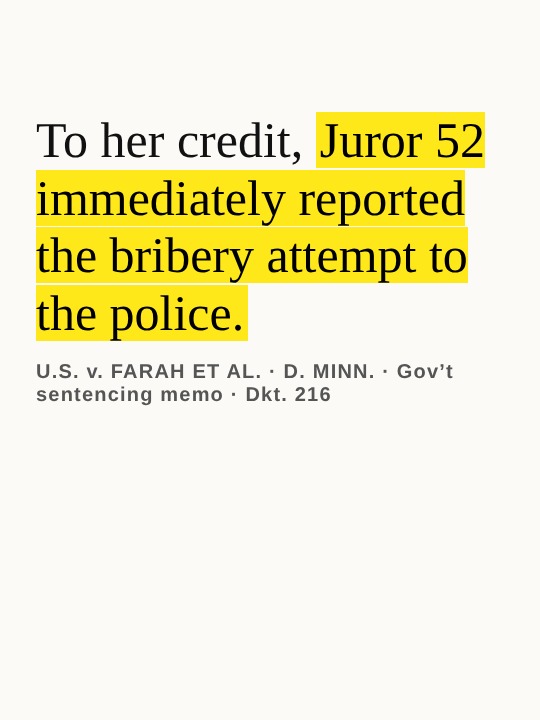 To her credit, Juror 52
immediately reported
the bribery attempt to
the police.
U.S. v. FARAH ET AL. · D. MINN. · Gov’t
sentencing memo · Dkt. 216